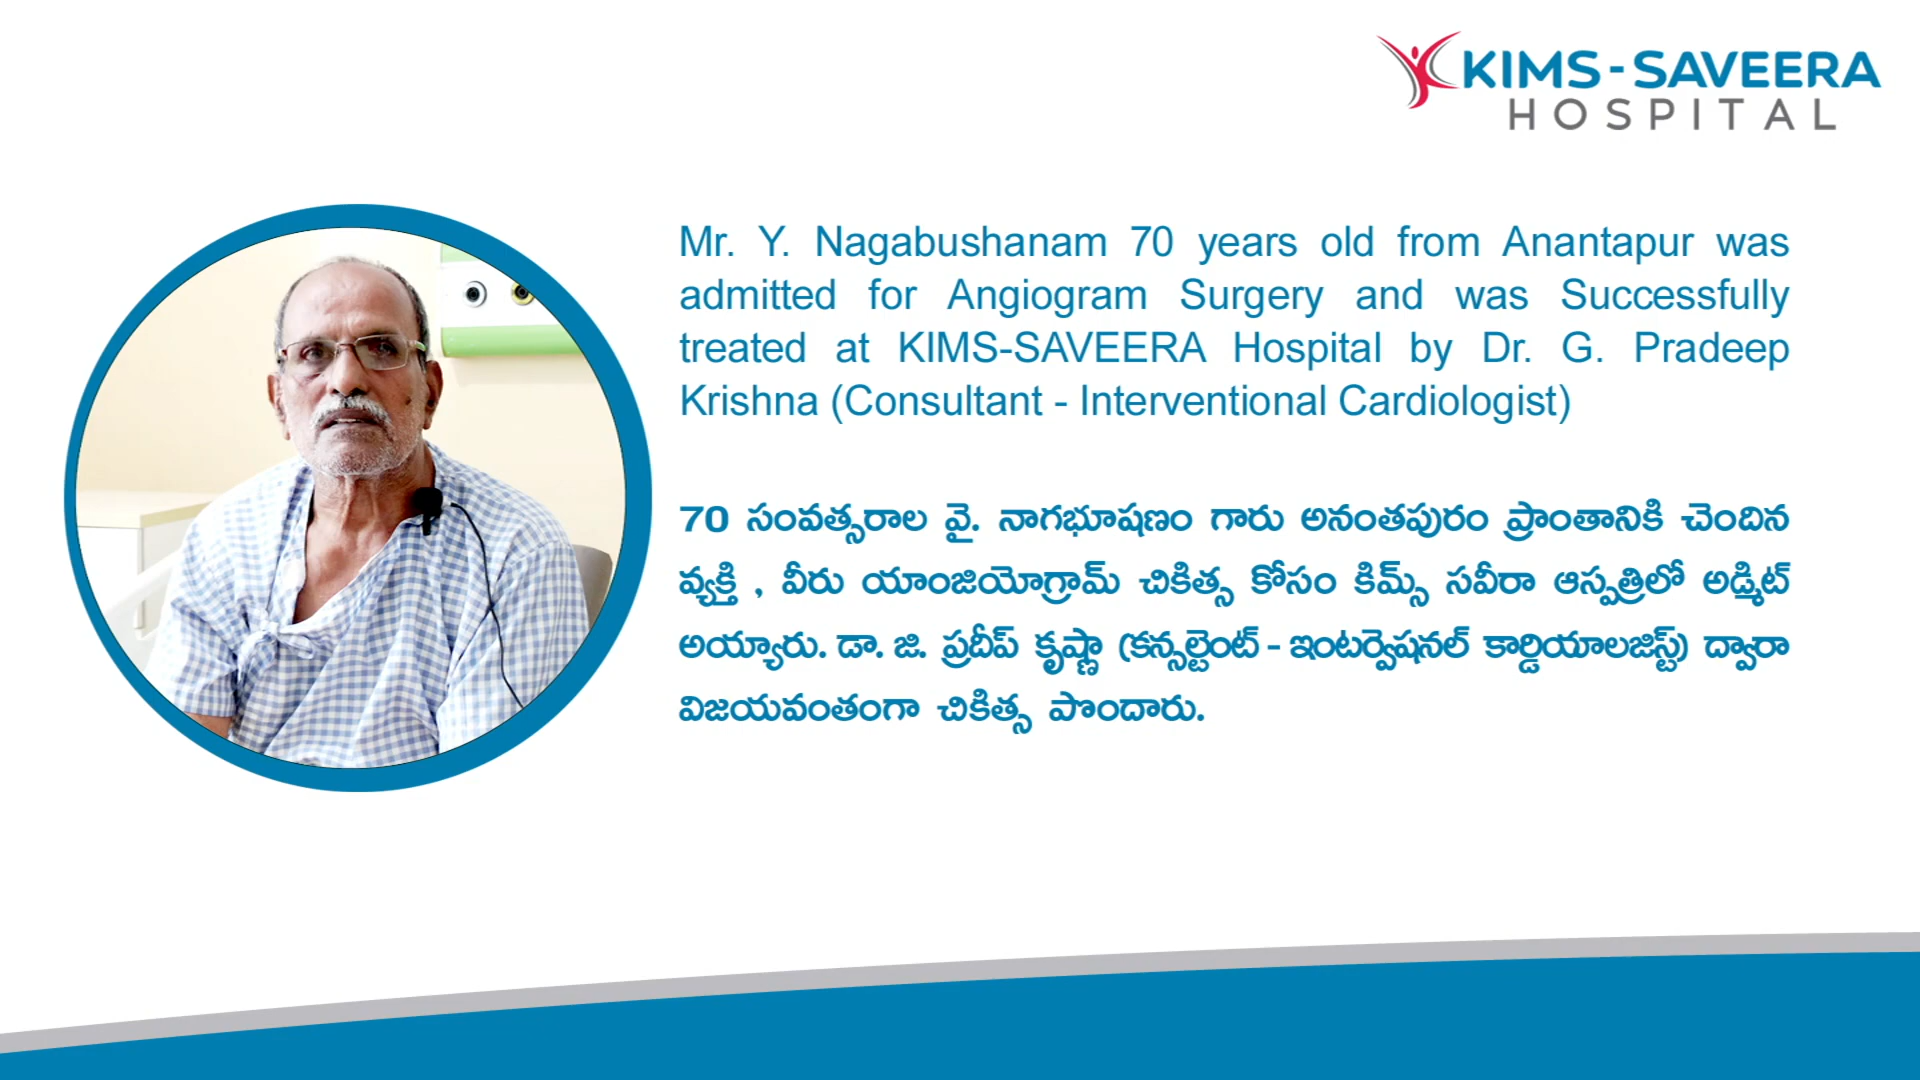 KIMS - SAVEERA
HOSPITAL
Mr. Y. Nagabushanam 70 years old from Anantapur was
admitted for Angiogram Surgery and was Successfully
treated at KIMS-SAVEERA Hospital by Dr. G. Pradeep
Krishna (Consultant - Interventional Cardiologist)
70 సంవత్సరాల వై. నాగభూషణం గారు అనంతపురం ప్రాంతానికి చెందిన
వ్యక్తి , వీరు యాంజియోగ్రామ్ చికిత్స కోసం కిమ్స్ సవీరా ఆస్పత్రిలో అడ్మిట్
అయ్యారు. డా. జి. ప్రదీప్ కృష్ణా (కన్సల్టెంట్ - ఇంటర్వెషనల్ కార్డియాలజిస్ట్) ద్వారా
విజయవంతంగా చికిత్స పొందారు.